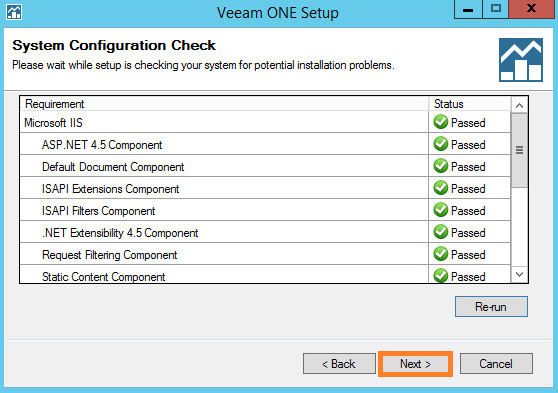 Veeam ONE Setup
X
System Configuration Check
Please wait while setup is checking your system for potential installation problems.
Requirement Status
Microsoft IIS Passed
ASP.NET 4.5 Component Passed
Default Document Component Passed
ISAPI Extensions Component Passed
ISAPI Filters Component Passed
.NET Extensibility 4.5 Component Passed
Request Filtering Component Passed
Static Content Component Passed
Re-run
< Back Next > Cancel